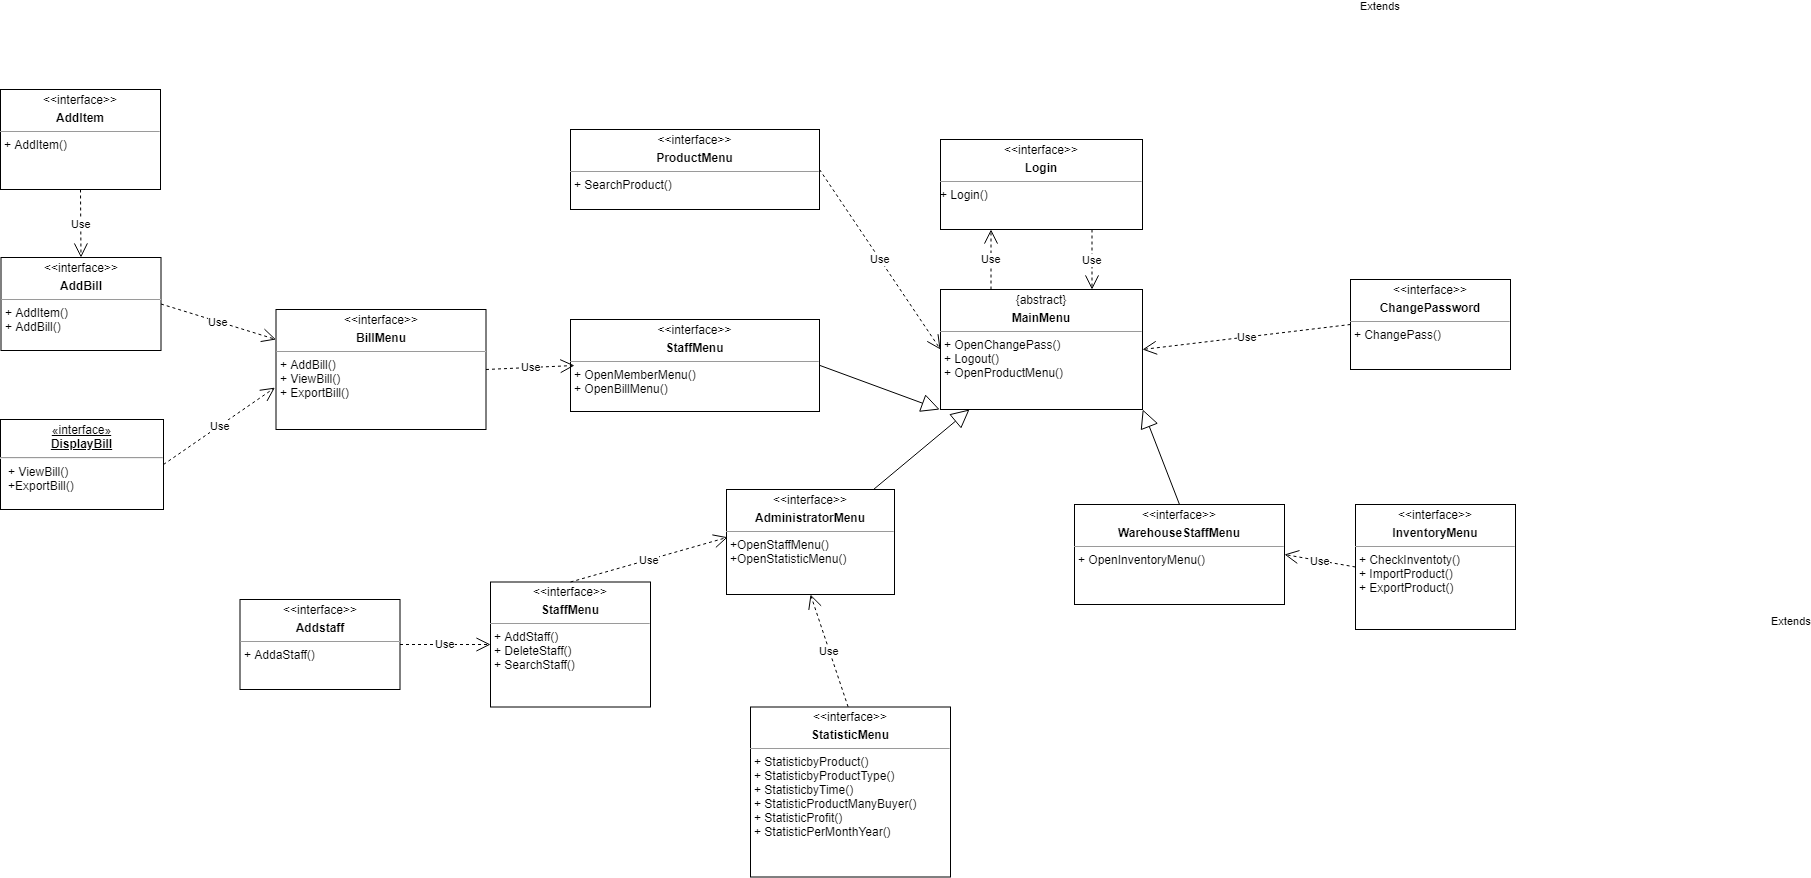 Extends
<<interface>>
AddItem
+ AddItem()
Use
<<interface>>
AddBill
+ AddItem()
+ AddBill()
Use
<<interface>>
BillMenu
+ AddBill()
+ ViewBill()
+ ExportBill()
Use
«interface»
DisplayBill
+ ViewBill()
+ExportBill()
Use
<<interface>>
ProductMenu
+ SearchProduct()
Use
<<interface>>
StaffMenu
+ OpenMemberMenu()
+ OpenBillMenu()
<<interface>>
Login
+ Login()
Use
Use
{abstract}
MainMenu
+ OpenChangePass()
+ Logout()
+ OpenProductMenu()
Use
<<interface>>
ChangePassword
+ ChangePass()
<<interface>>
AdministratorMenu
+OpenStaffMenu()
+OpenStatisticMenu()
Use
<<interface>>
Addstaff
+ AddaStaff()
Use
<<interface>>
StaffMenu
+ AddStaff()
+ DeleteStaff()
+ SearchStaff()
Use
<<interface>>
StatisticMenu
+ StatisticbyProduct()
+ StatisticbyProductType()
+ StatisticbyTime()
+ StatisticProductManyBuyer()
+ StatisticProfit()
+ StatisticPerMonthYear()
<<interface>>
WarehouseStaffMenu
+ OpenInventoryMenu()
Use
<<interface>>
InventoryMenu
+ CheckInventoty()
+ ImportProduct()
+ ExportProduct()
Extends